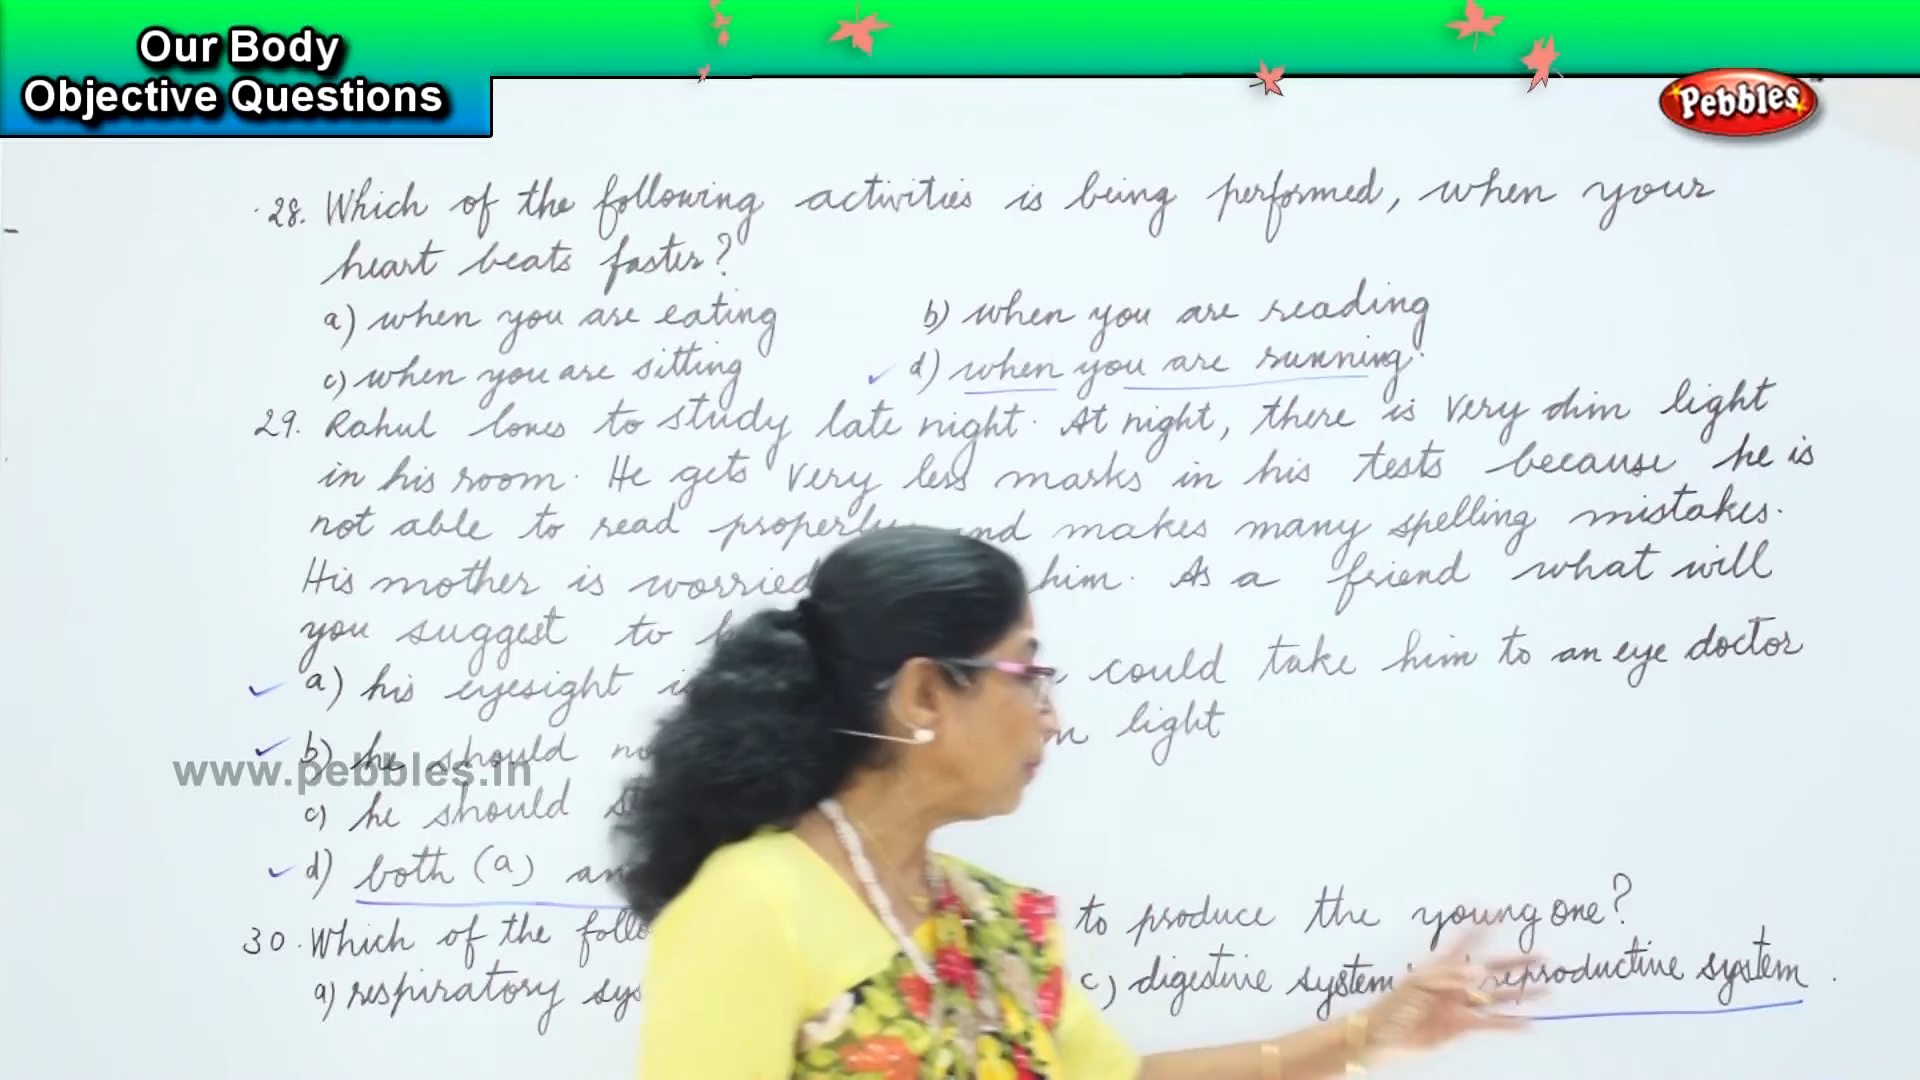 Our Body
Objective Questions
Pebbles
28. Which of the following activities is being performed, when your
heart beats faster?
a) when you are eating
b) when you are reading
c) when you are sitting
d) when you are running.
29. Rahul loves to study late night. At night, there is very dim light
in his room. He gets very less marks in his tests because he is
not able to read properly and makes many spelling mistakes.
His mother is worried him. As a friend what will
you suggest to
a) his eyesight could take him to an eye doctor
b) he should light
www.pebbles.in
c) he should
d) both (a)
30. Which of the to produce the young one?
a) respiratory c) digestive system reproductive system.